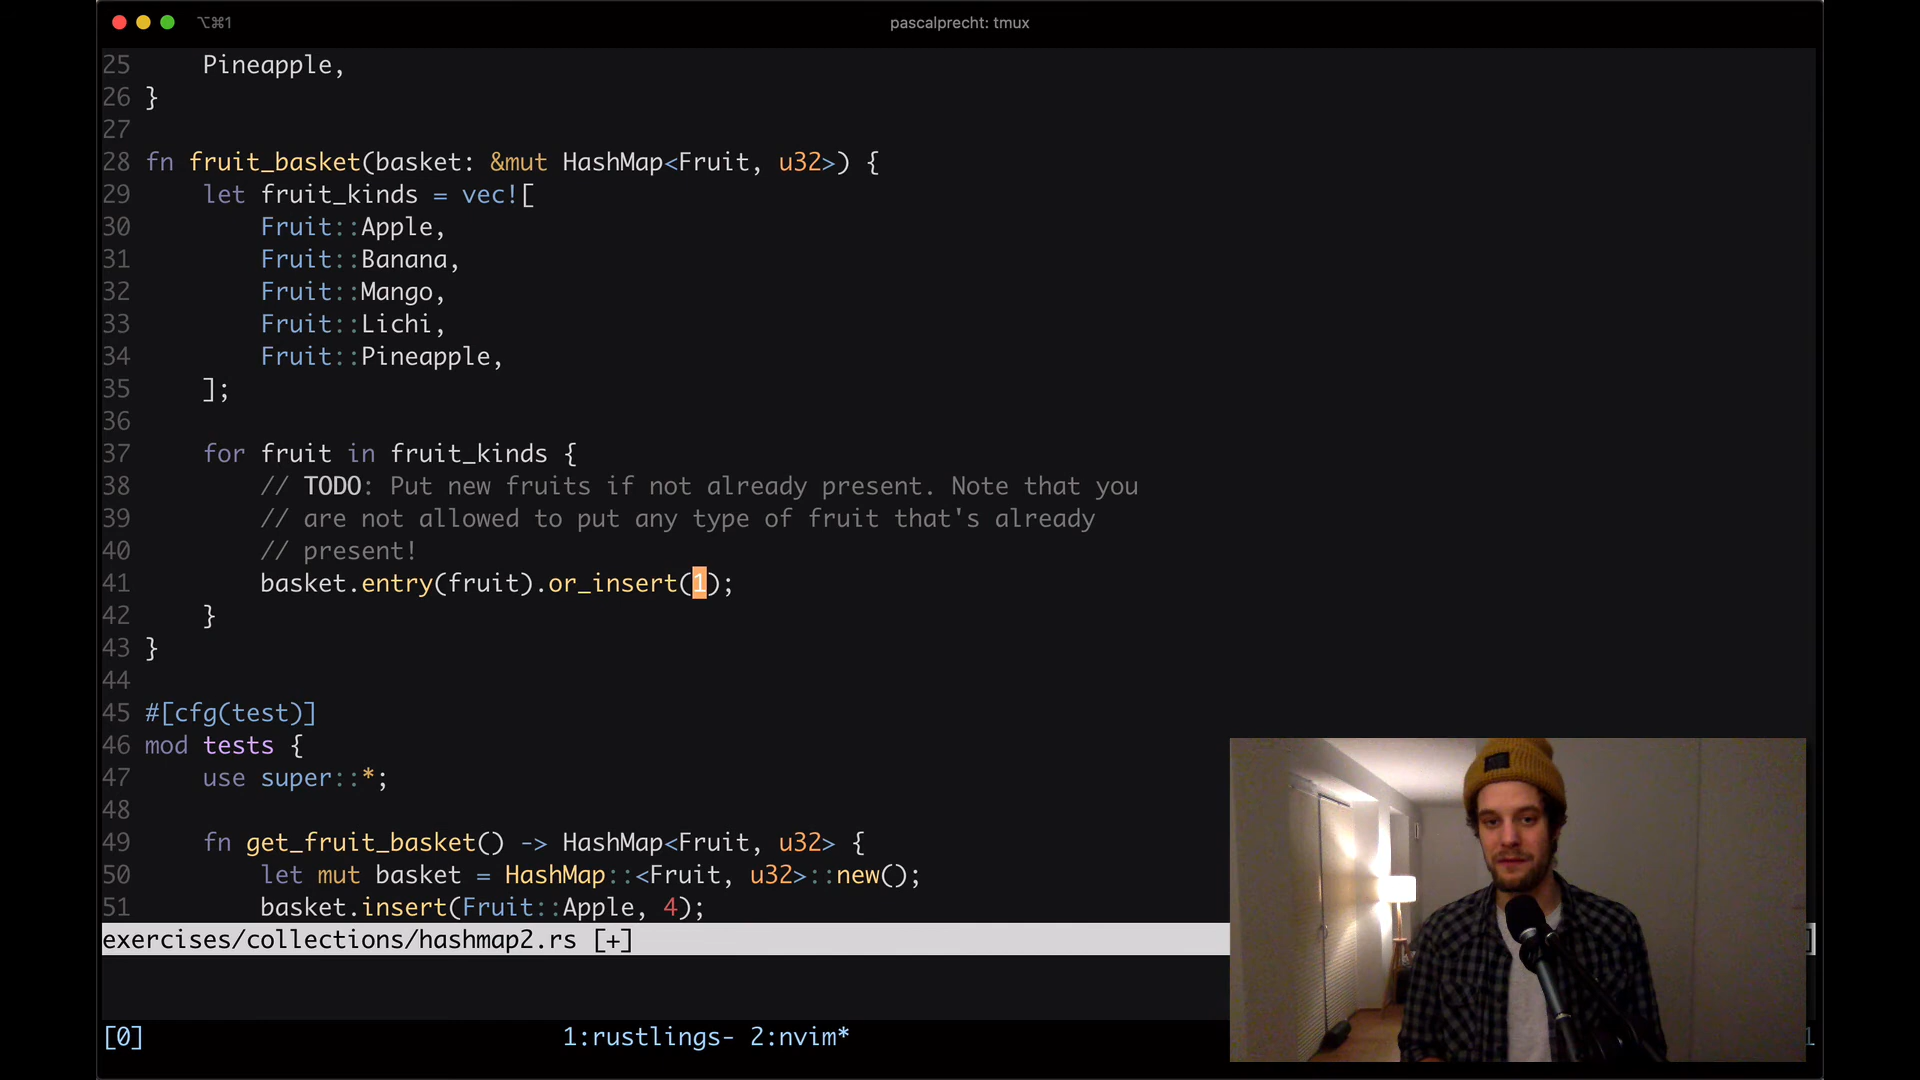 ⌥⌘1
pascalprecht: tmux
25     Pineapple,
26 }
27
28 fn fruit_basket(basket: &mut HashMap<Fruit, u32>) {
29     let fruit_kinds = vec![
30         Fruit::Apple,
31         Fruit::Banana,
32         Fruit::Mango,
33         Fruit::Lichi,
34         Fruit::Pineapple,
35     ];
36
37     for fruit in fruit_kinds {
38         // TODO: Put new fruits if not already present. Note that you
39         // are not allowed to put any type of fruit that's already
40         // present!
41         basket.entry(fruit).or_insert(1);
42     }
43 }
44
45 #[cfg(test)]
46 mod tests {
47     use super::*;
48
49     fn get_fruit_basket() -> HashMap<Fruit, u32> {
50         let mut basket = HashMap::<Fruit, u32>::new();
51         basket.insert(Fruit::Apple, 4);
exercises/collections/hashmap2.rs [+]
[0] 1:rustlings- 2:nvim*